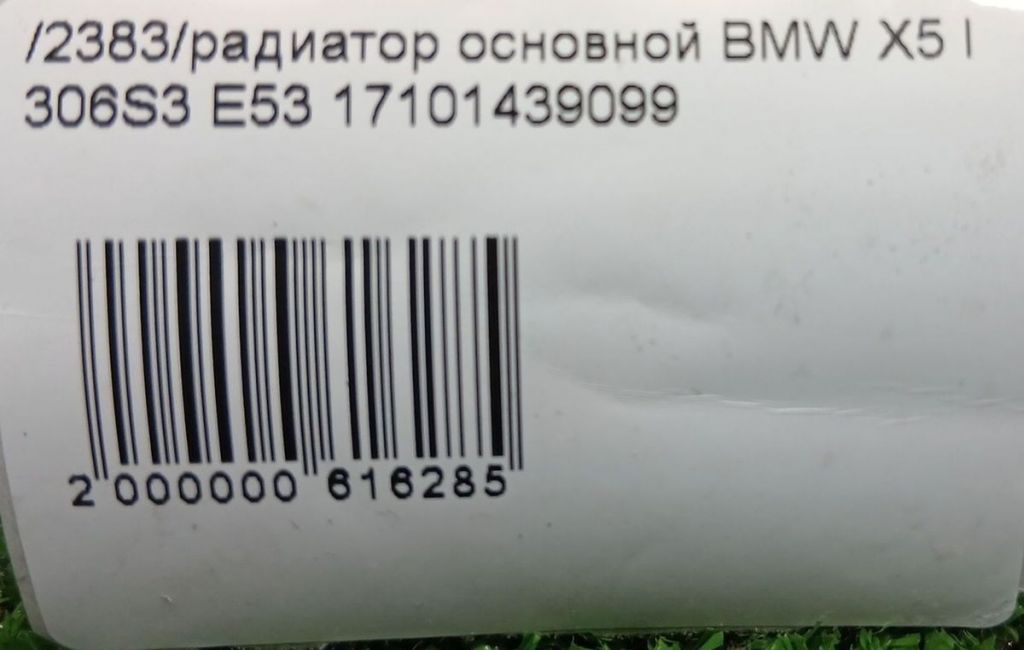 /2383/радиатор основной BMW X5 I
306S3 E53 17101439099
2 000000 616285